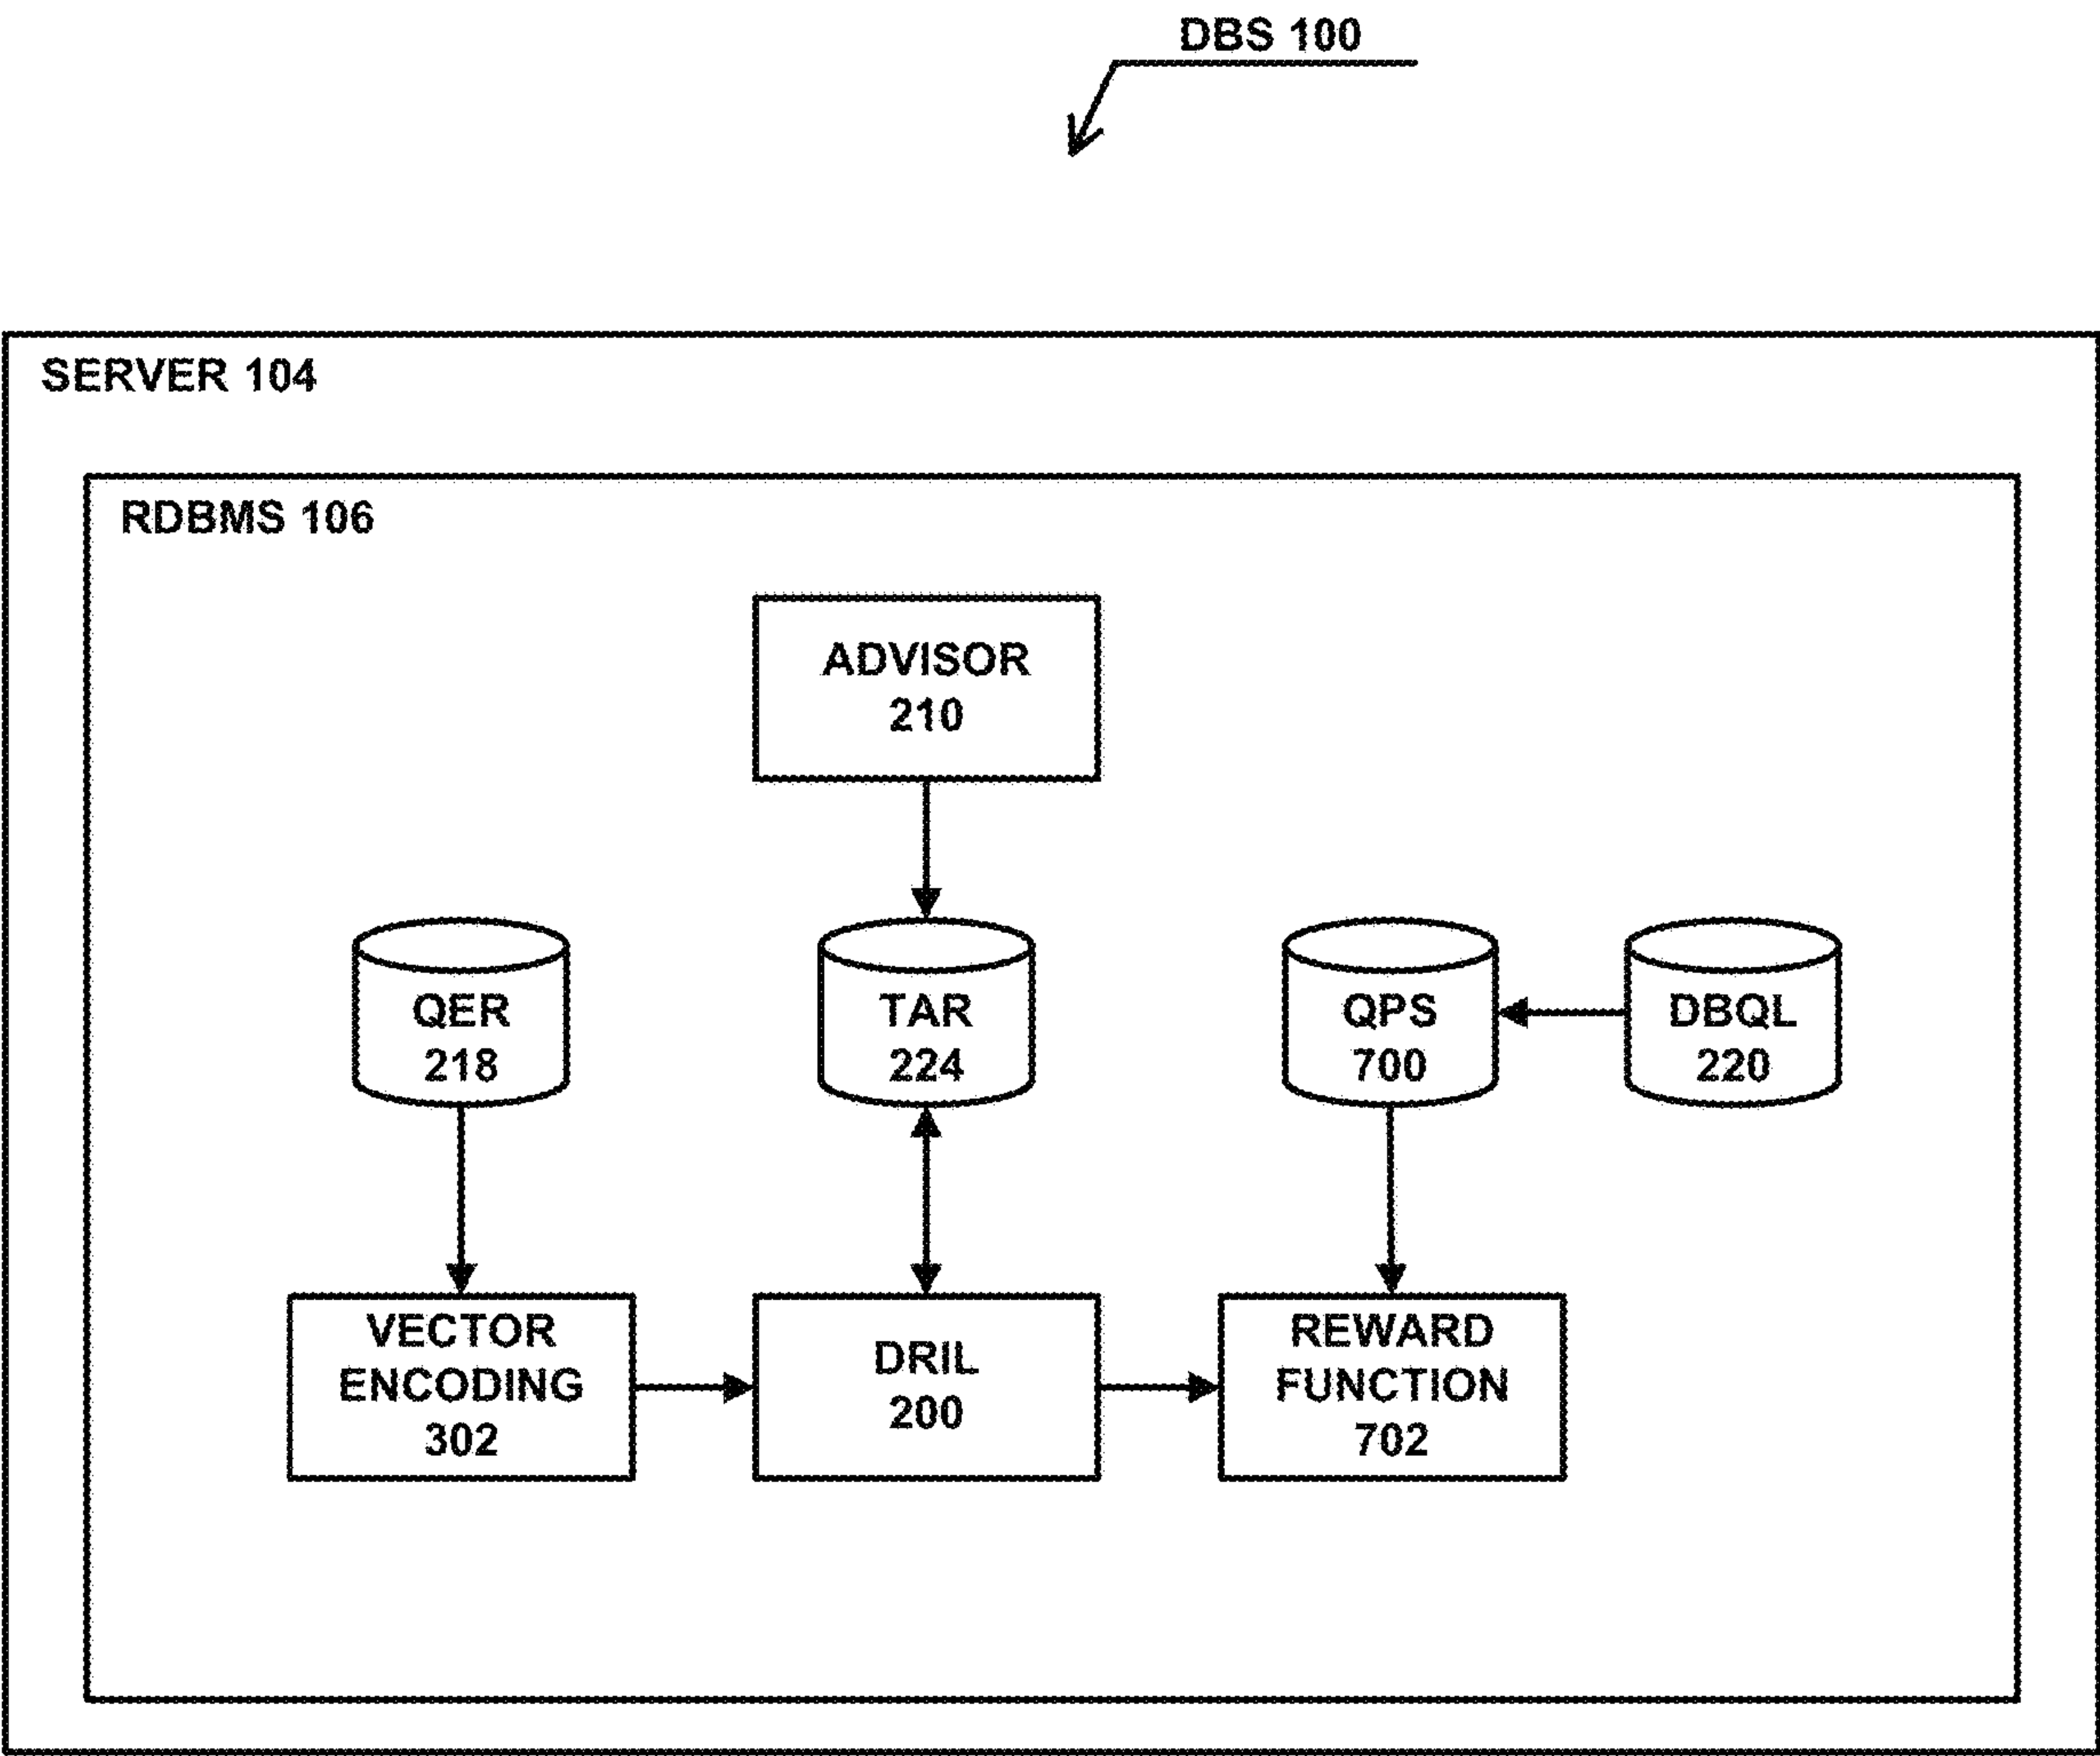 DBS 100
SERVER 104
RDBMS 106
ADVISOR
210
QER
218
TAR
224
QPS
700
DBQL
220
VECTOR
ENCODING
302
DRIL
200
REWARD
FUNCTION
702